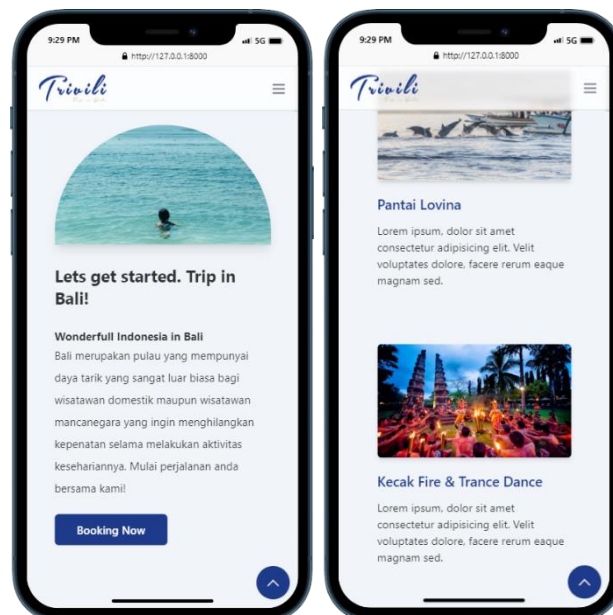 9:29 PM
5G
http://127.0.0.1:8000
Trivili
Lets get started. Trip in
Bali!
Wonderfull Indonesia in Bali
Bali merupakan pulau yang mempunyai
daya tarik yang sangat luar biasa bagi
wisatawan domestik maupun wisatawan
mancanegara yang ingin menghilangkan
kepenatan selama melakukan aktivitas
kesehariannya. Mulai perjalanan anda
bersama kami!
Booking Now
9:29 PM
5G
http://127.0.0.1:8000
Trivili
Pantai Lovina
Lorem ipsum, dolor sit amet
consectetur adipisicing elit. Velit
voluptates dolore, facere rerum eaque
magnam sed.
Kecak Fire & Trance Dance
Lorem ipsum, dolor sit amet
consectetur adipisicing elit. Velit
voluptates dolore, facere rerum eaque
magnam sed.